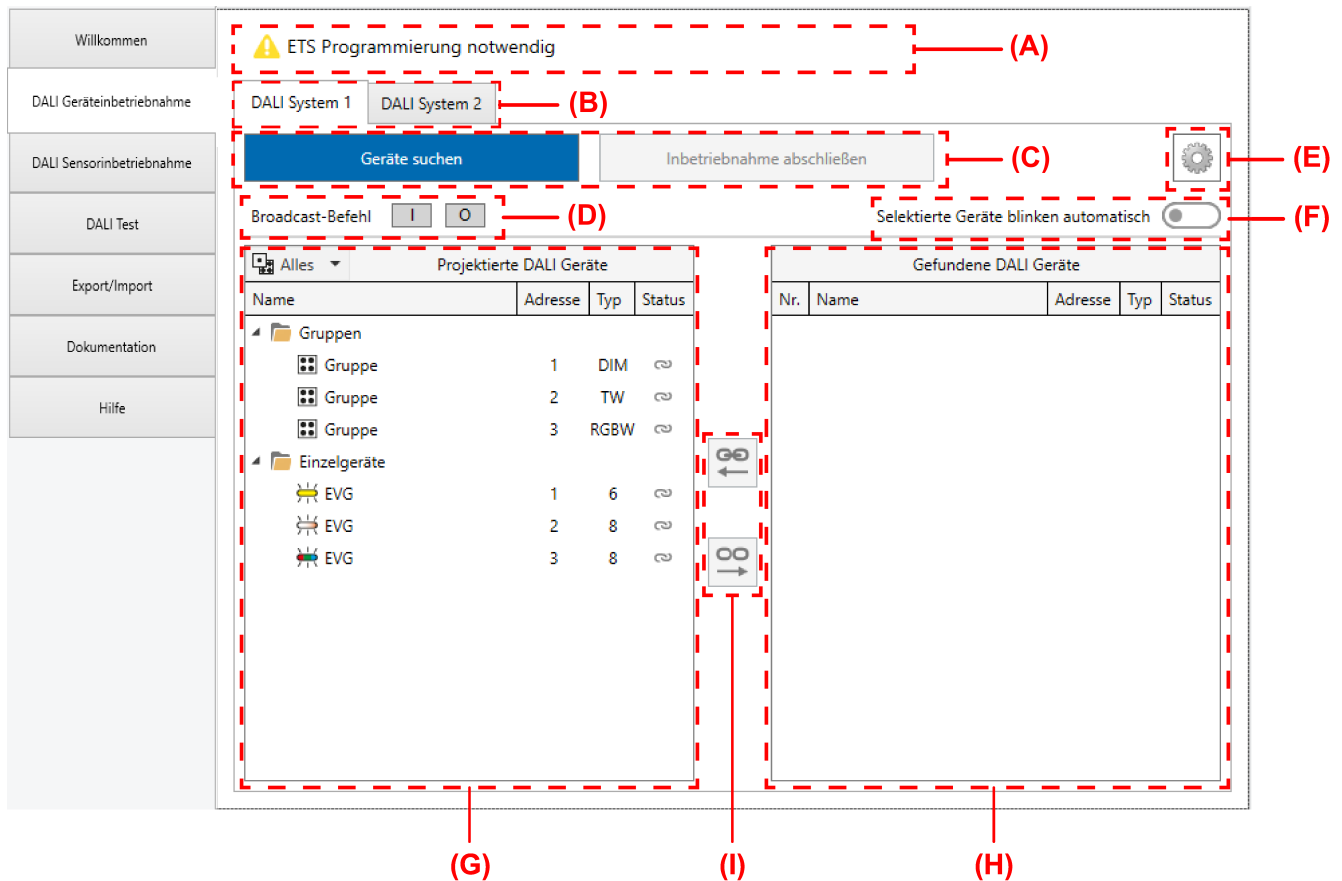 Willkommen
DALI Geräteinbetriebnahme
DALI Sensorinbetriebnahme
DALI Test
Export/Import
Dokumentation
Hilfe
ETS Programmierung notwendig
(A)
DALI System 1 DALI System 2
(B)
Geräte suchen Inbetriebnahme abschließen
(C)
(E)
Broadcast-Befehl I O
(D)
Selektierte Geräte blinken automatisch
(F)
Alles Projektierte DALI Geräte
Name Adresse Typ Status
Gruppen
Gruppe 1 DIM
Gruppe 2 TW
Gruppe 3 RGBW
Einzelgeräte
EVG 1 6
EVG 2 8
EVG 3 8
Gefundene DALI Geräte
Nr. Name Adresse Typ Status
(G) (I) (H)